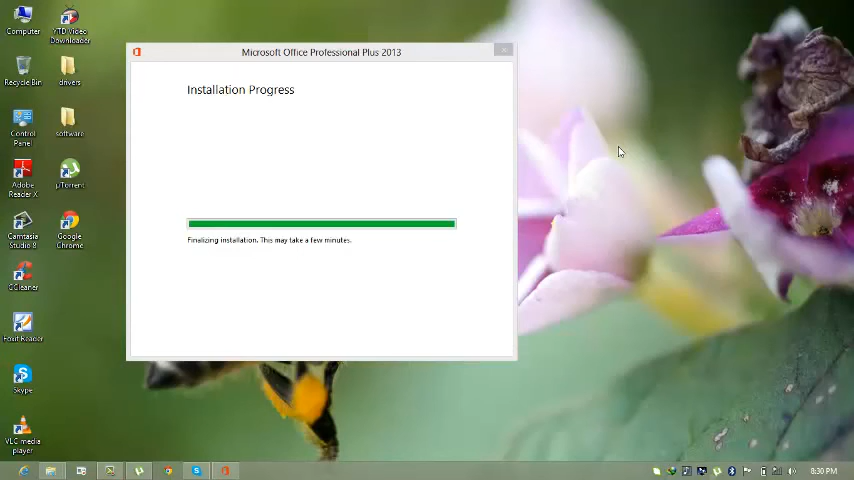 Computer
YTD Video
Downloader
Recycle Bin
drivers
Control
Panel
software
Adobe
Reader X
µTorrent
Camtasia
Studio 8
Google
Chrome
CCleaner
Foxit Reader
Skype
VLC media
player
Microsoft Office Professional Plus 2013
Installation Progress
Finalizing installation. This may take a few minutes.
8:30 PM